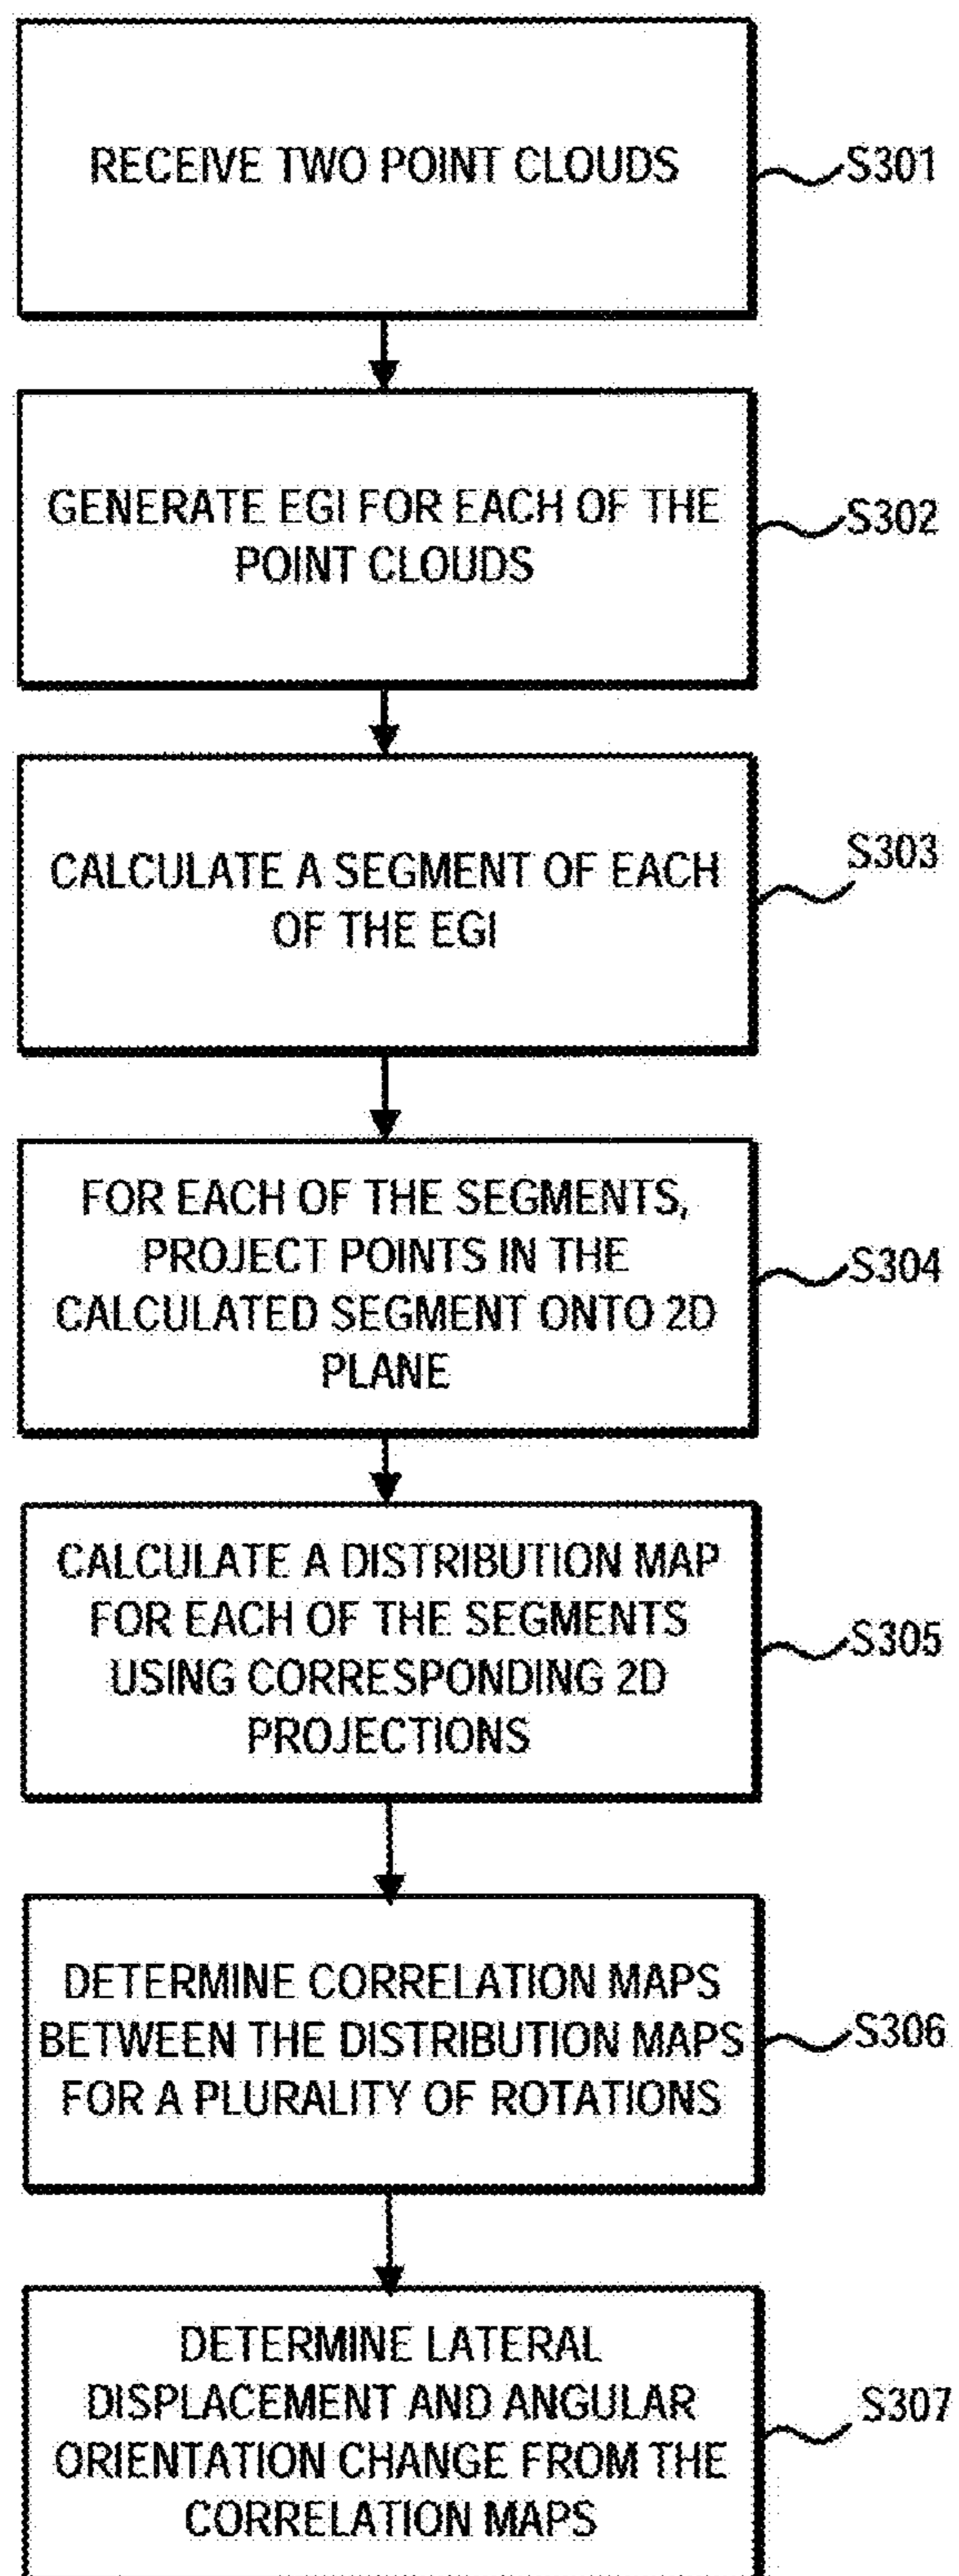 RECEIVE TWO POINT CLOUDS
S301
GENERATE EGI FOR EACH OF THE
POINT CLOUDS
S302
CALCULATE A SEGMENT OF EACH
OF THE EGI
S303
FOR EACH OF THE SEGMENTS,
PROJECT POINTS IN THE
CALCULATED SEGMENT ONTO 2D
PLANE
S304
CALCULATE A DISTRIBUTION MAP
FOR EACH OF THE SEGMENTS
USING CORRESPONDING 2D
PROJECTIONS
S305
DETERMINE CORRELATION MAPS
BETWEEN THE DISTRIBUTION MAPS
FOR A PLURALITY OF ROTATIONS
S306
DETERMINE LATERAL
DISPLACEMENT AND ANGULAR
ORIENTATION CHANGE FROM THE
CORRELATION MAPS
S307